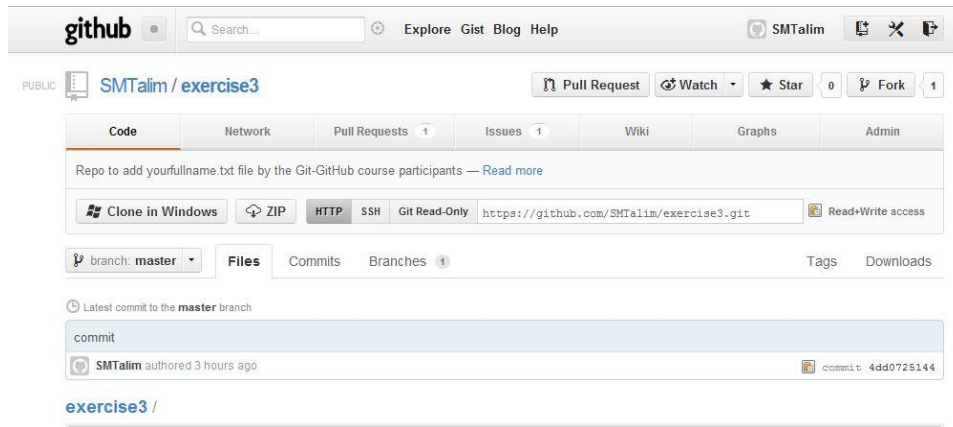 github Search... Explore Gist Blog Help SMTalim
PUBLIC SMTalim / exercise3 Pull Request Watch Star 0 Fork 1
Code Network Pull Requests 1 Issues 1 Wiki Graphs Admin
Repo to add yourfullname.txt file by the Git-GitHub course participants — Read more
Clone in Windows ZIP HTTP SSH Git Read-Only https://github.com/SMTalim/exercise3.git Read+Write access
branch: master Files Commits Branches 1 Tags Downloads
Latest commit to the master branch
commit
SMTalim authored 3 hours ago commit 4dd0725144
exercise3 /